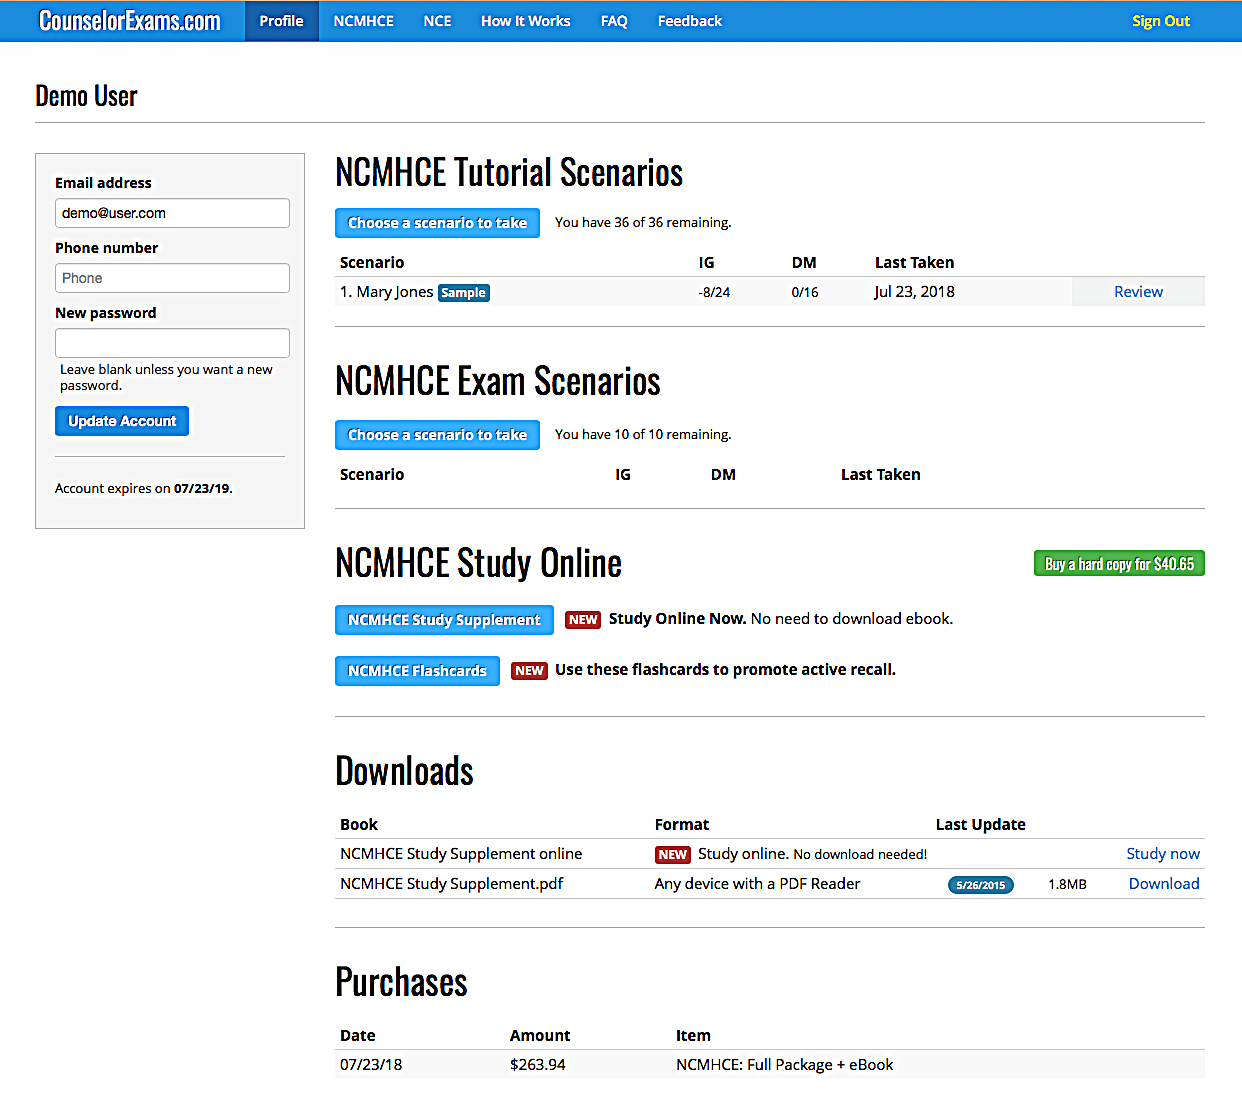 CounselorExams.com Profile NCMHCE NCE How It Works FAQ Feedback Sign Out
Demo User
Email address
demo@user.com
Phone number
Phone
New password
Leave blank unless you want a new
password.
Update Account
Account expires on 07/23/19.
NCMHCE Tutorial Scenarios
Choose a scenario to take You have 36 of 36 remaining.
Scenario IG DM Last Taken
1. Mary Jones Sample -8/24 0/16 Jul 23, 2018 Review
NCMHCE Exam Scenarios
Choose a scenario to take You have 10 of 10 remaining.
Scenario IG DM Last Taken
NCMHCE Study Online Buy a hard copy for $40.65
NCMHCE Study Supplement NEW Study Online Now. No need to download ebook.
NCMHCE Flashcards NEW Use these flashcards to promote active recall.
Downloads
Book Format Last Update
NCMHCE Study Supplement online NEW Study online. No download needed! Study now
NCMHCE Study Supplement.pdf Any device with a PDF Reader 5/26/2015 1.8MB Download
Purchases
Date Amount Item
07/23/18 $263.94 NCMHCE: Full Package + eBook